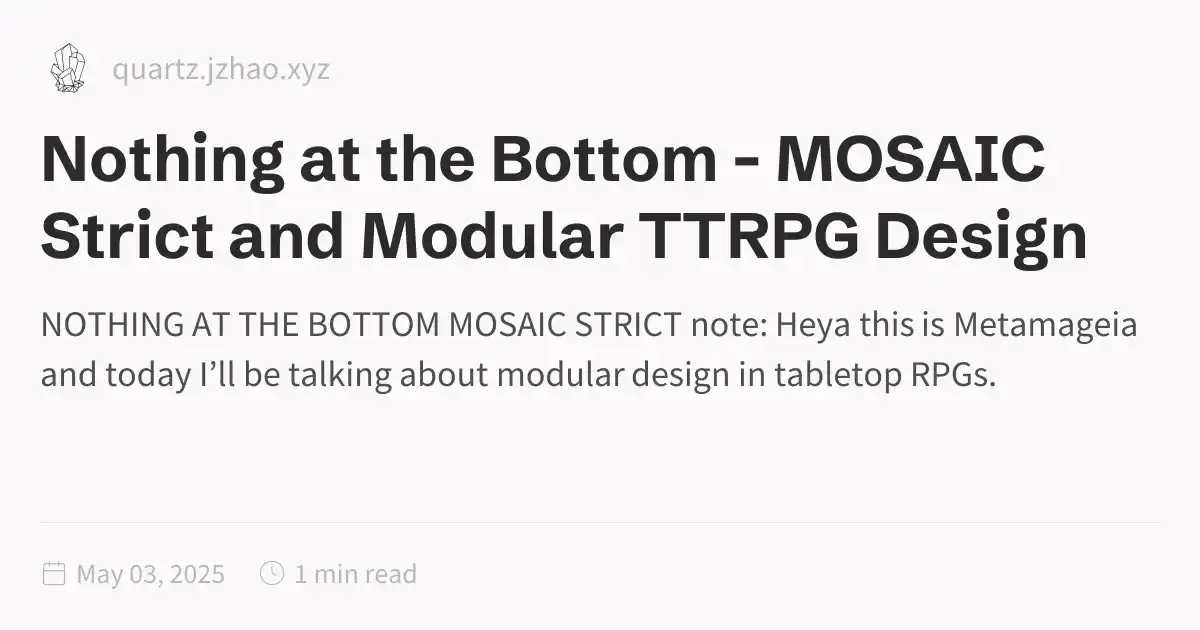 quartz.jzhao.xyz
Nothing at the Bottom - MOSAIC
Strict and Modular TTRPG Design
NOTHING AT THE BOTTOM MOSAIC STRICT note: Heya this is Metamageia
and today I’ll be talking about modular design in tabletop RPGs.
May 03, 2025 1 min read